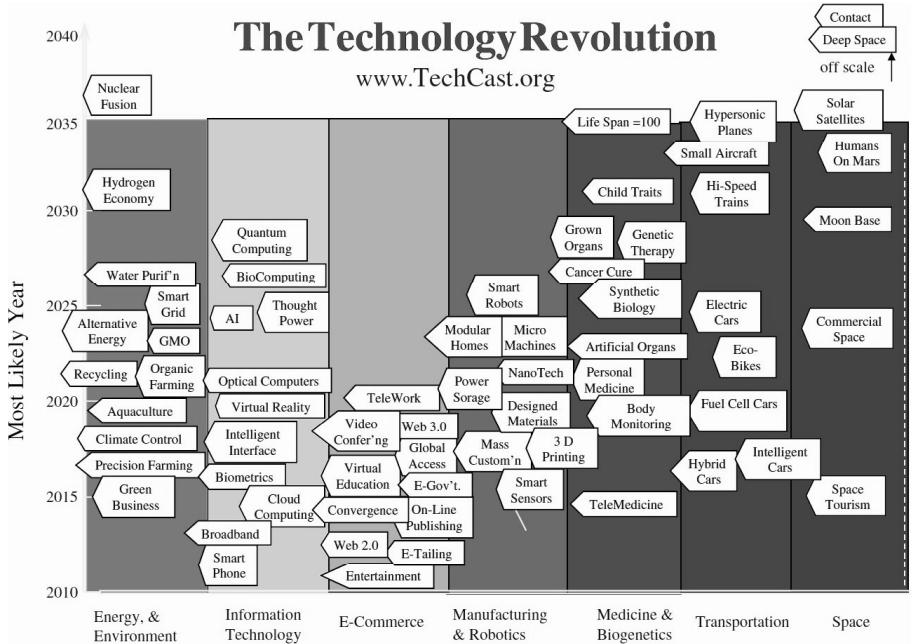 The Technology Revolution
www.TechCast.org
Contact
Deep Space
off scale
Most Likely Year
2040
2035
2030
2025
2020
2015
2010
Nuclear
Fusion
Hydrogen
Economy
Water Purif'n
Smart
Grid
Alternative
Energy
GMO
Recycling
Organic
Farming
Aquaculture
Climate Control
Precision Farming
Green
Business
Quantum
Computing
BioComputing
AI
Thought
Power
Optical Computers
Virtual Reality
Intelligent
Interface
Biometrics
Cloud
Computing
Broadband
Smart
Phone
TeleWork
Video
Confer'ng
Web 3.0
Global
Access
Virtual
Education
E-Gov't.
Convergence
On-Line
Publishing
Web 2.0
E-Tailing
Entertainment
Smart
Robots
Modular
Homes
Micro
Machines
NanoTech
Power
Sorage
Designed
Materials
Mass
Custom'n
3 D
Printing
Smart
Sensors
Life Span =100
Child Traits
Grown
Organs
Genetic
Therapy
Cancer Cure
Synthetic
Biology
Artificial Organs
Personal
Medicine
Body
Monitoring
TeleMedicine
Hypersonic
Planes
Small Aircraft
Hi-Speed
Trains
Electric
Cars
Eco-
Bikes
Fuel Cell Cars
Hybrid
Cars
Intelligent
Cars
Solar
Satellites
Humans
On Mars
Moon Base
Commercial
Space
Space
Tourism
Energy, &
Environment
Information
Technology
E-Commerce
Manufacturing
& Robotics
Medicine &
Biogenetics
Transportation
Space